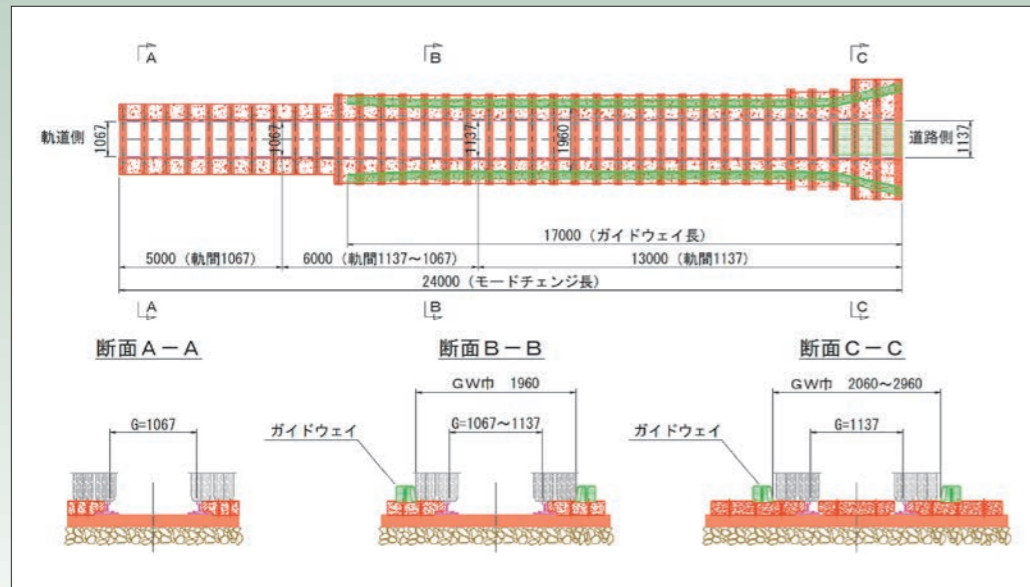 A
B
C
軌道側
1067
1067
1137
1960
道路側
1137
17000（ガイドウェイ長）
5000（軌間1067）
6000（軌間1137～1067）
13000（軌間1137）
24000（モードチェンジ長）
A
B
C
断面A－A
断面B－B
断面C－C
GW巾 1960
GW巾 2060～2960
G=1067
ガイドウェイ
G=1067～1137
ガイドウェイ
G=1137